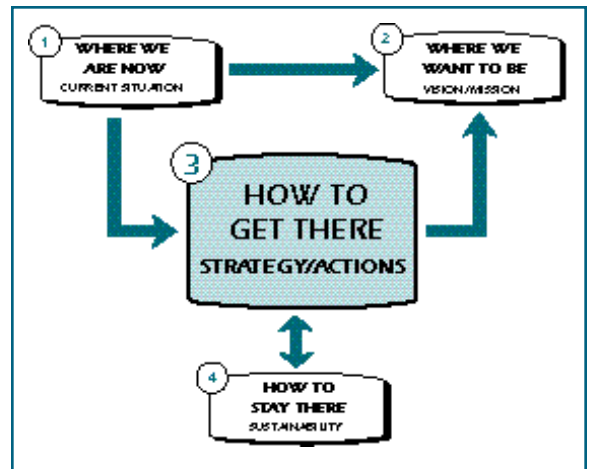 1
WHERE WE
ARE NOW
CURRENT SITUATION
2
WHERE WE
WANT TO BE
VISION/MISSION
3
HOW TO
GET THERE
STRATEGY/ACTIONS
4
HOW TO
STAY THERE
SUSTAINABILITY